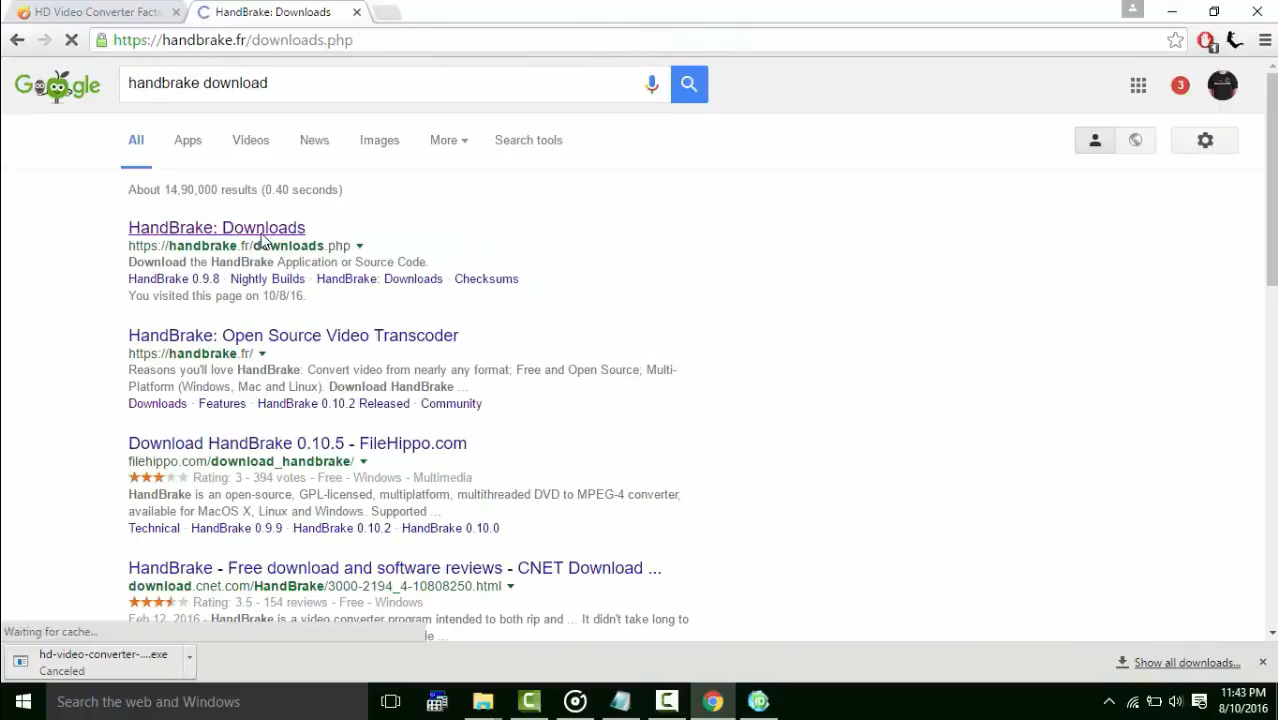 HD Video Converter Facto
HandBrake: Downloads
https://handbrake.fr/downloads.php
Google
handbrake download
3
All Apps Videos News Images More Search tools
About 14,90,000 results (0.40 seconds)
HandBrake: Downloads
https://handbrake.fr/downloads.php
Download the HandBrake Application or Source Code.
HandBrake 0.9.8 · Nightly Builds · HandBrake: Downloads · Checksums
You visited this page on 10/8/16.
HandBrake: Open Source Video Transcoder
https://handbrake.fr/
Reasons you'll love HandBrake: Convert video from nearly any format; Free and Open Source; Multi-
Platform (Windows, Mac and Linux). Download HandBrake ...
Downloads · Features · HandBrake 0.10.2 Released · Community
Download HandBrake 0.10.5 - FileHippo.com
filehippo.com/download_handbrake/
Rating: 3 - 394 votes - Free - Windows - Multimedia
HandBrake is an open-source, GPL-licensed, multiplatform, multithreaded DVD to MPEG-4 converter,
available for MacOS X, Linux and Windows. Supported ...
Technical · HandBrake 0.9.9 · HandBrake 0.10.2 · HandBrake 0.10.0
HandBrake - Free download and software reviews - CNET Download ...
download.cnet.com/HandBrake/3000-2194_4-10808250.html
Rating: 3.5 - 154 reviews - Free - Windows
Feb 12, 2016 - HandBrake is a video converter program intended to both rip and ... It didn't take long to
Waiting for cache...
hd-video-converter-....exe
Canceled
Show all downloads...
Search the web and Windows
11:43 PM
8/10/2016